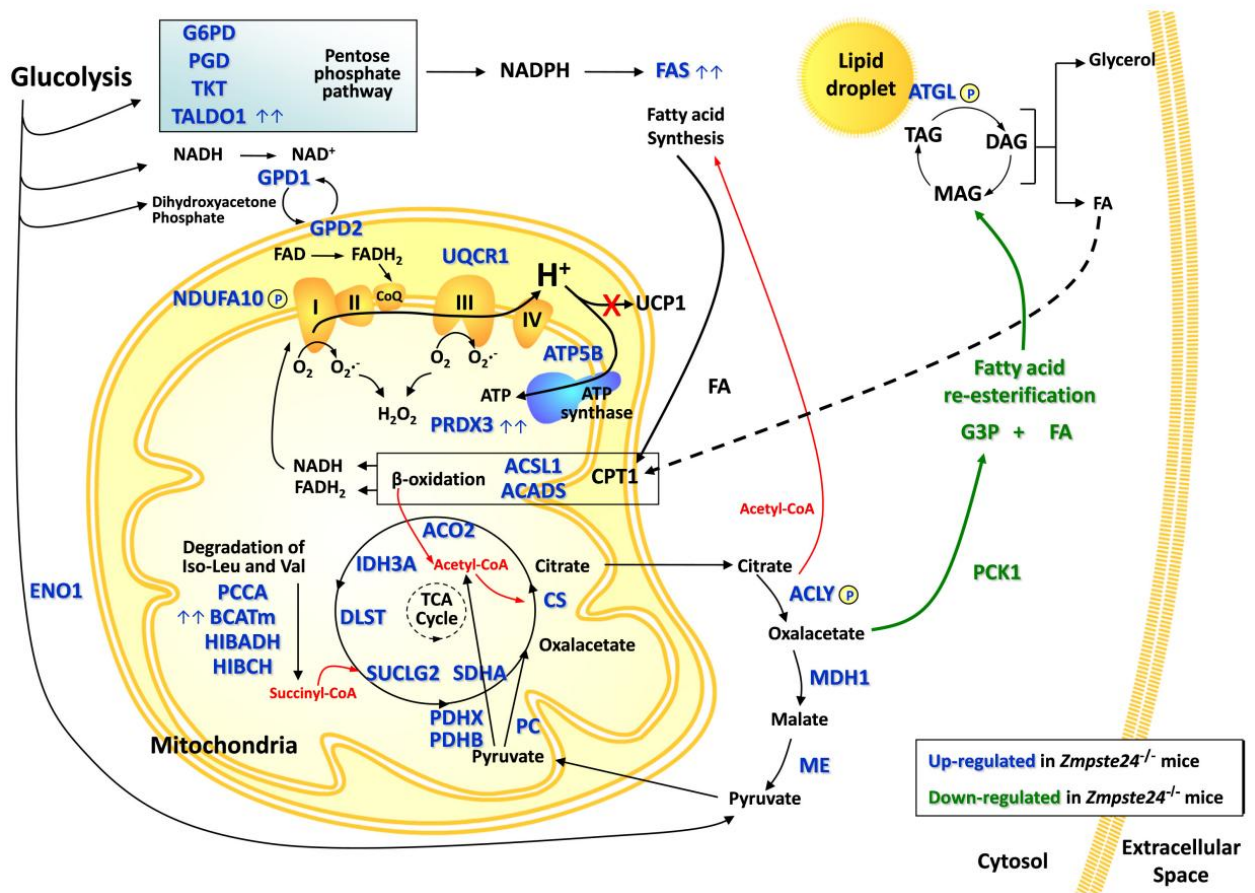 Glucolysis
G6PD
PGD
TKT
TALDO1 ↑↑
Pentose
phosphate
pathway
NADPH
FAS ↑↑
Fatty acid
Synthesis
Lipid
droplet
ATGL P
TAG
DAG
MAG
Glycerol
FA
NADH
NAD⁺
GPD1
Dihydroxyacetone
Phosphate
GPD2
FAD
FADH₂
UQCR1
H⁺
NDUFA10 P
I
II
CoQ
III
IV
X
UCP1
O₂
O₂·⁻
O₂
O₂·⁻
H₂O₂
ATP5B
ATP
ATP
synthase
PRDX3 ↑↑
FA
Fatty acid
re-esterification
G3P + FA
NADH
FADH₂
β-oxidation
ACSL1
ACADS
CPT1
Acetyl-CoA
Degradation of
Iso-Leu and Val
PCCA
↑↑ BCATm
HIBADH
HIBCH
Succinyl-CoA
ENO1
ACO2
IDH3A
Acetyl-CoA
DLST
TCA
Cycle
CS
Citrate
Oxalacetate
SUCLG2
SDHA
PDHX
PDHB
PC
Pyruvate
Mitochondria
Citrate
ACLY P
Oxalacetate
PCK1
MDH1
Malate
ME
Pyruvate
Up-regulated in Zmpste24⁻/⁻ mice
Down-regulated in Zmpste24⁻/⁻ mice
Cytosol
Extracellular
Space